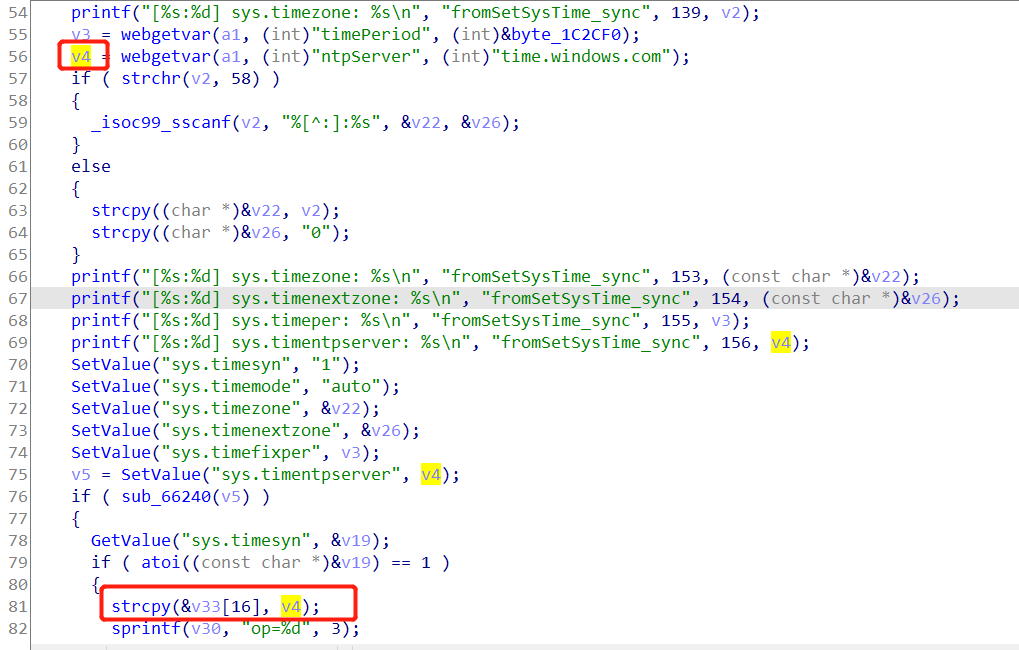 54 printf("[%s:%d] sys.timezone: %s\n", "fromSetSysTime_sync", 139, v2);
55 v3 = webgetvar(a1, (int)"timePeriod", (int)&byte_1C2CF0);
56 v4 = webgetvar(a1, (int)"ntpServer", (int)"time.windows.com");
57 if ( strchr(v2, 58) )
58 {
59 _isoc99_sscanf(v2, "%[^:]:%s", &v22, &v26);
60 }
61 else
62 {
63 strcpy((char *)&v22, v2);
64 strcpy((char *)&v26, "0");
65 }
66 printf("[%s:%d] sys.timezone: %s\n", "fromSetSysTime_sync", 153, (const char *)&v22);
67 printf("[%s:%d] sys.timenextzone: %s\n", "fromSetSysTime_sync", 154, (const char *)&v26);
68 printf("[%s:%d] sys.timeper: %s\n", "fromSetSysTime_sync", 155, v3);
69 printf("[%s:%d] sys.timentpserver: %s\n", "fromSetSysTime_sync", 156, v4);
70 SetValue("sys.timesyn", "1");
71 SetValue("sys.timemode", "auto");
72 SetValue("sys.timezone", &v22);
73 SetValue("sys.timenextzone", &v26);
74 SetValue("sys.timefixper", v3);
75 v5 = SetValue("sys.timentpserver", v4);
76 if ( sub_66240(v5) )
77 {
78 GetValue("sys.timesyn", &v19);
79 if ( atoi((const char *)&v19) == 1 )
80 {
81 strcpy(&v33[16], v4);
82 sprintf(v30, "op=%d", 3);